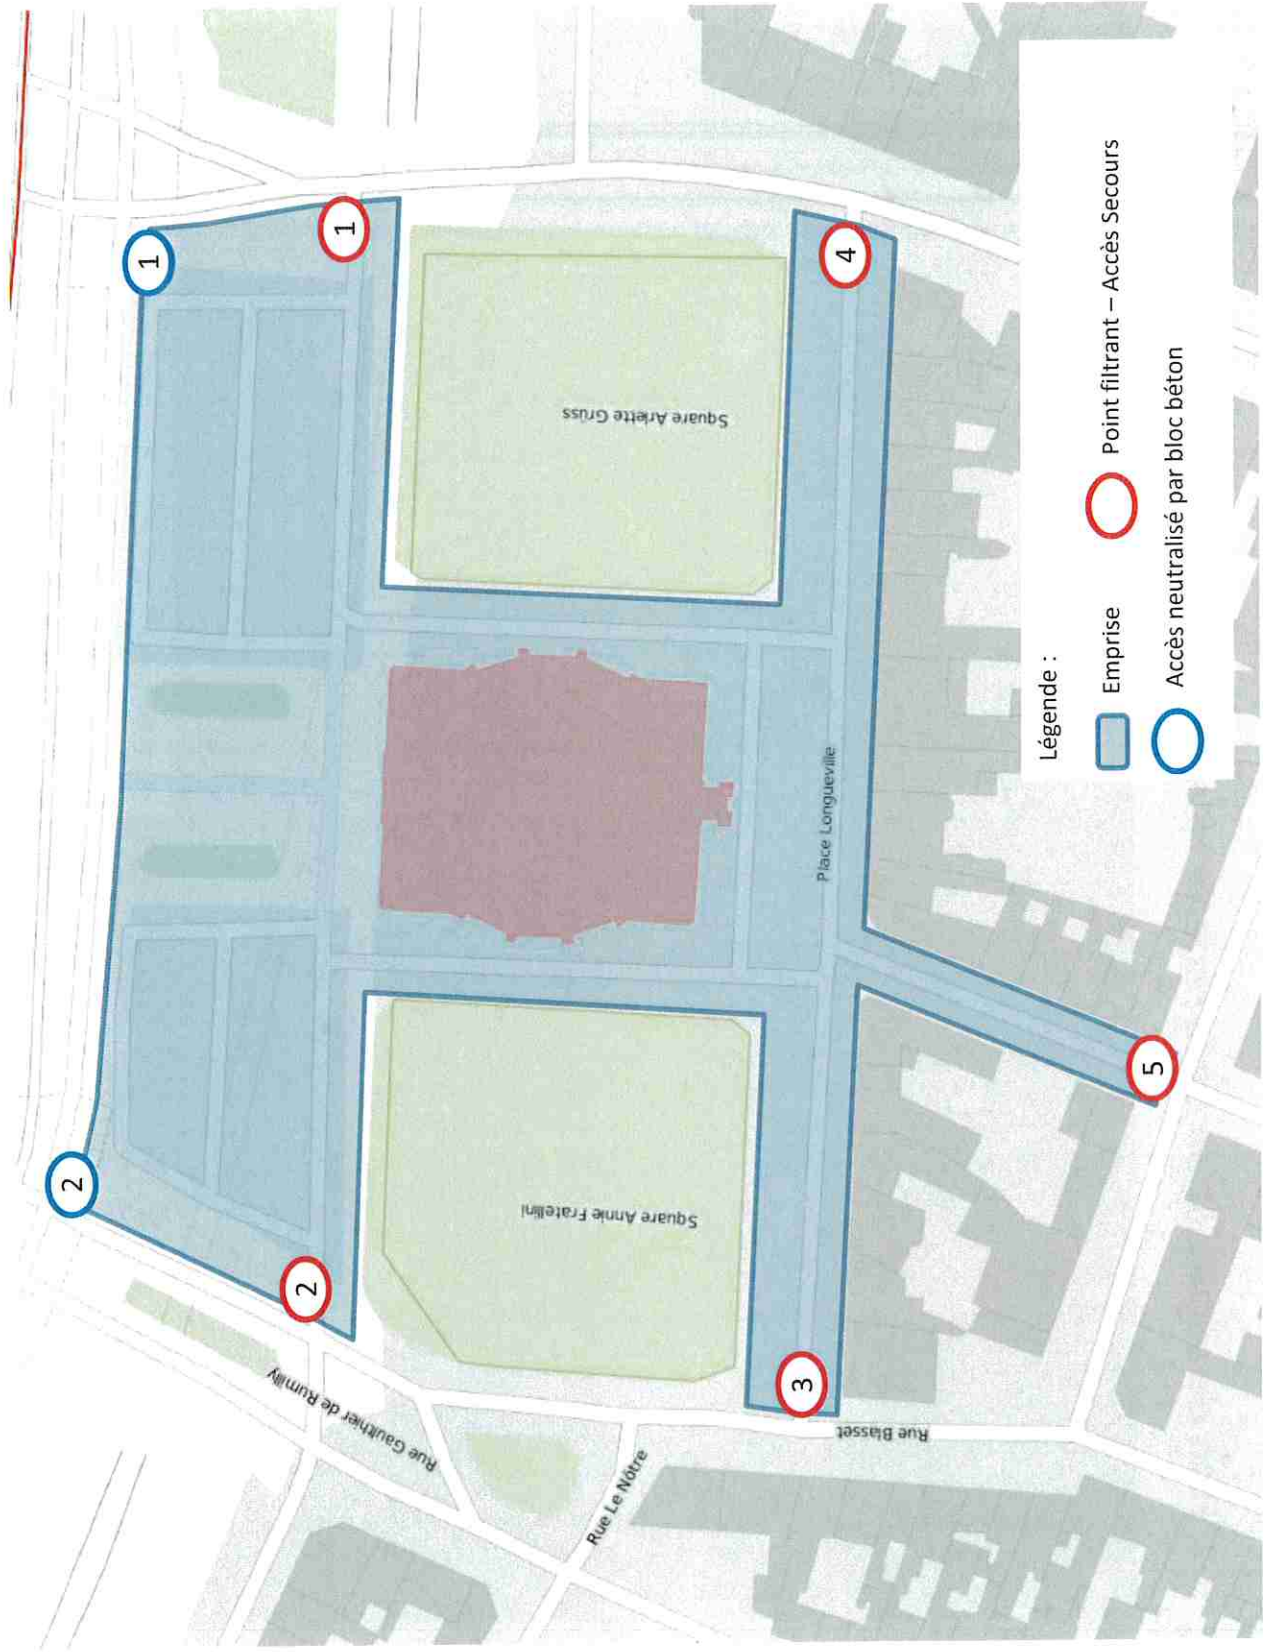 1
2
1
2
3
4
5
Square Arlette Gruss
Square Annie Fratellini
Place Longueville
Rue Gaulthier de Rumilly
Rue Le Nôtre
Rue Blasset
Légende :
Emprise
Point filtrant – Accès Secours
Accès neutralisé par bloc béton